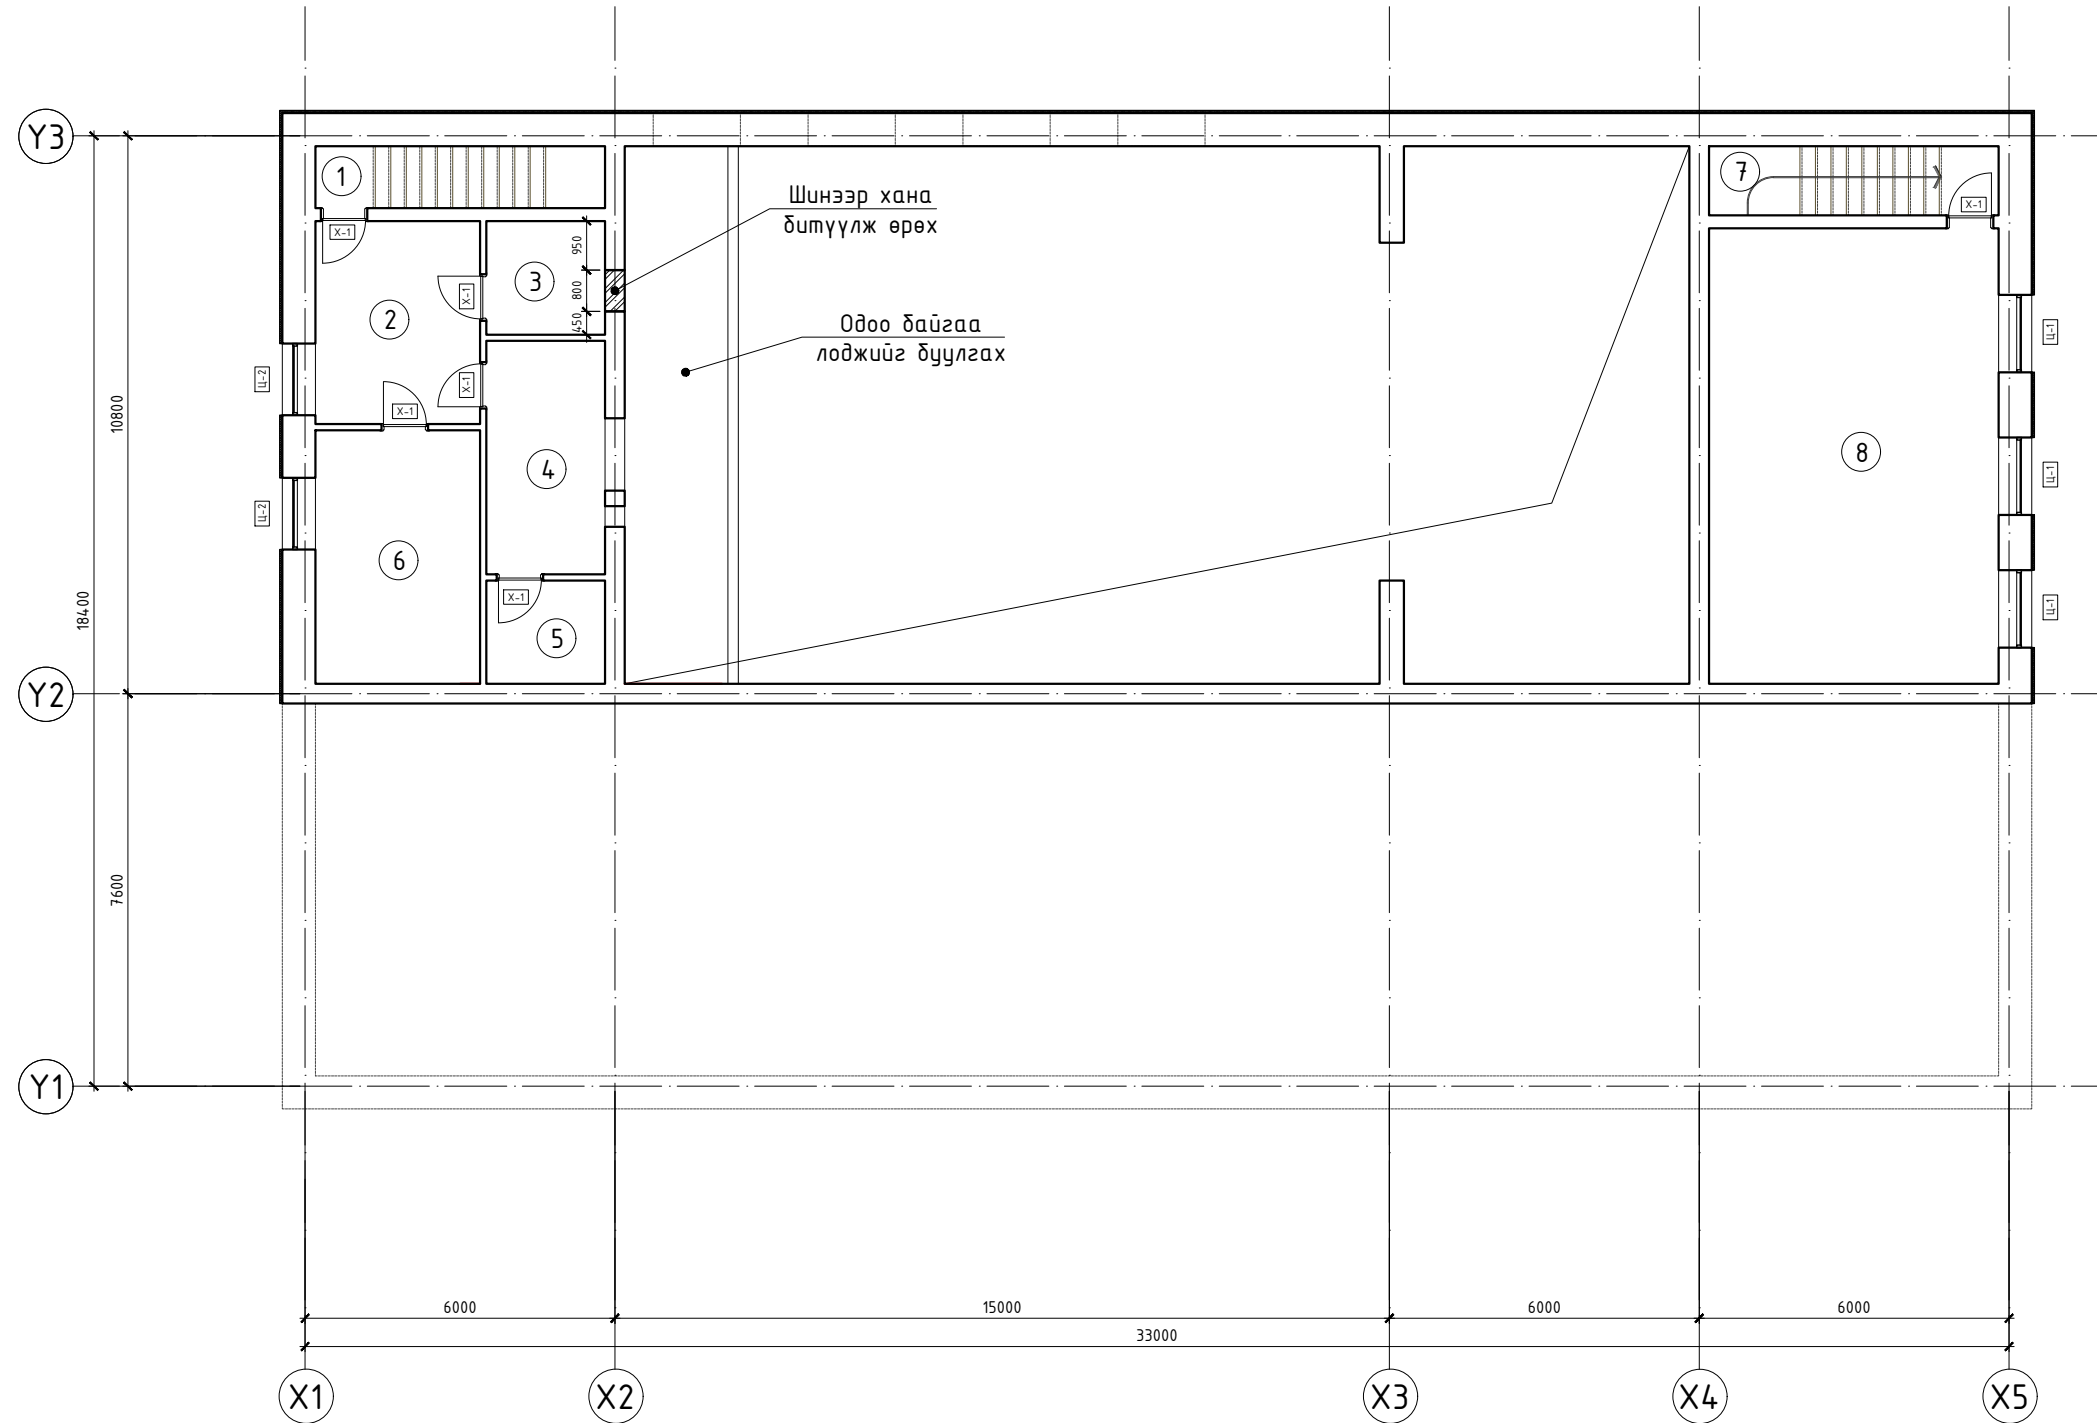 Y3
1
7
Шинээр хана
битүүлж өрөх
X-1
X-1
950
3
X-1
800
2
450
Одоо байгаа
лоджийг буулгах
Ц-1
Ц-2
X-1
X-1
10800
8
4
Ц-1
Ц-2
6
18400
X-1
5
Ц-1
Y2
7600
Y1
6000
15000
6000
6000
33000
X1
X2
X3
X4
X5